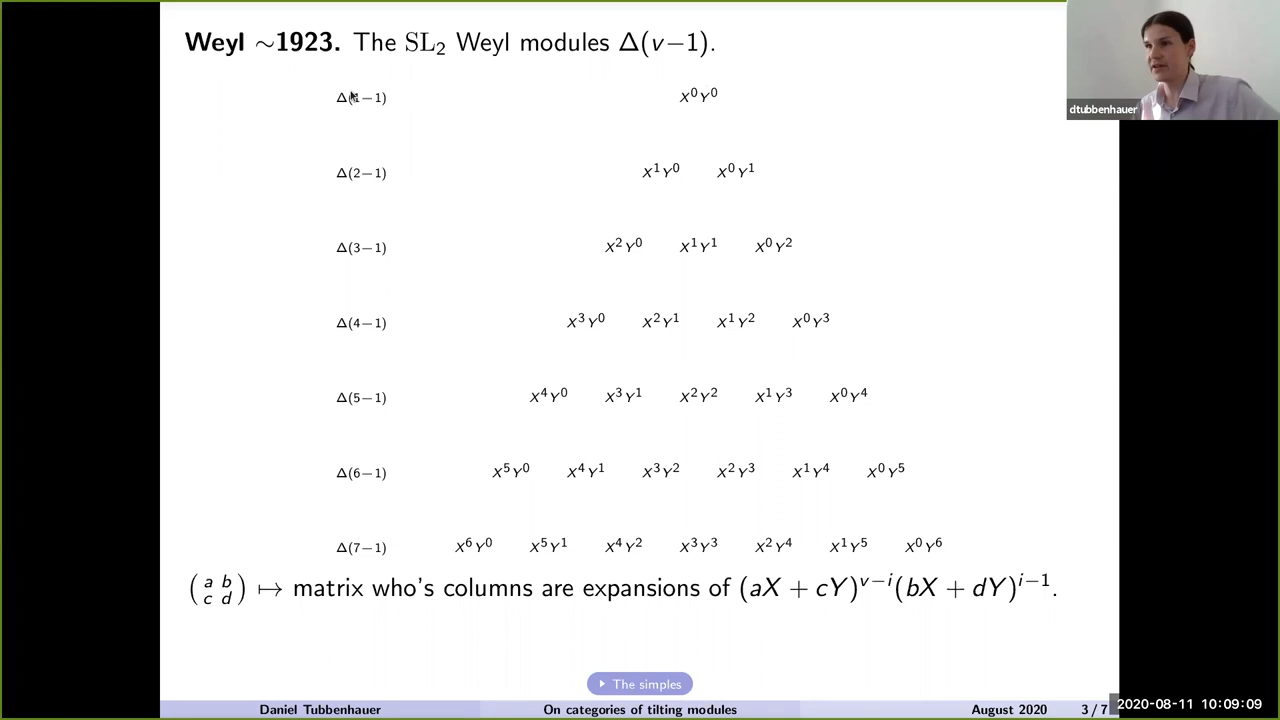 Weyl ∼1923. The SL₂ Weyl modules Δ(v−1).
dtubbenhauer
Δ(1−1) X⁰Y⁰
Δ(2−1) X¹Y⁰ X⁰Y¹
Δ(3−1) X²Y⁰ X¹Y¹ X⁰Y²
Δ(4−1) X³Y⁰ X²Y¹ X¹Y² X⁰Y³
Δ(5−1) X⁴Y⁰ X³Y¹ X²Y² X¹Y³ X⁰Y⁴
Δ(6−1) X⁵Y⁰ X⁴Y¹ X³Y² X²Y³ X¹Y⁴ X⁰Y⁵
Δ(7−1) X⁶Y⁰ X⁵Y¹ X⁴Y² X³Y³ X²Y⁴ X¹Y⁵ X⁰Y⁶
(a b
c d) ↦ matrix who's columns are expansions of (aX + cY)^{v−i}(bX + dY)^{i−1}.
The simples
Daniel Tubbenhauer On categories of tilting modules August 2020 3 / 7
2020-08-11 10:09:09